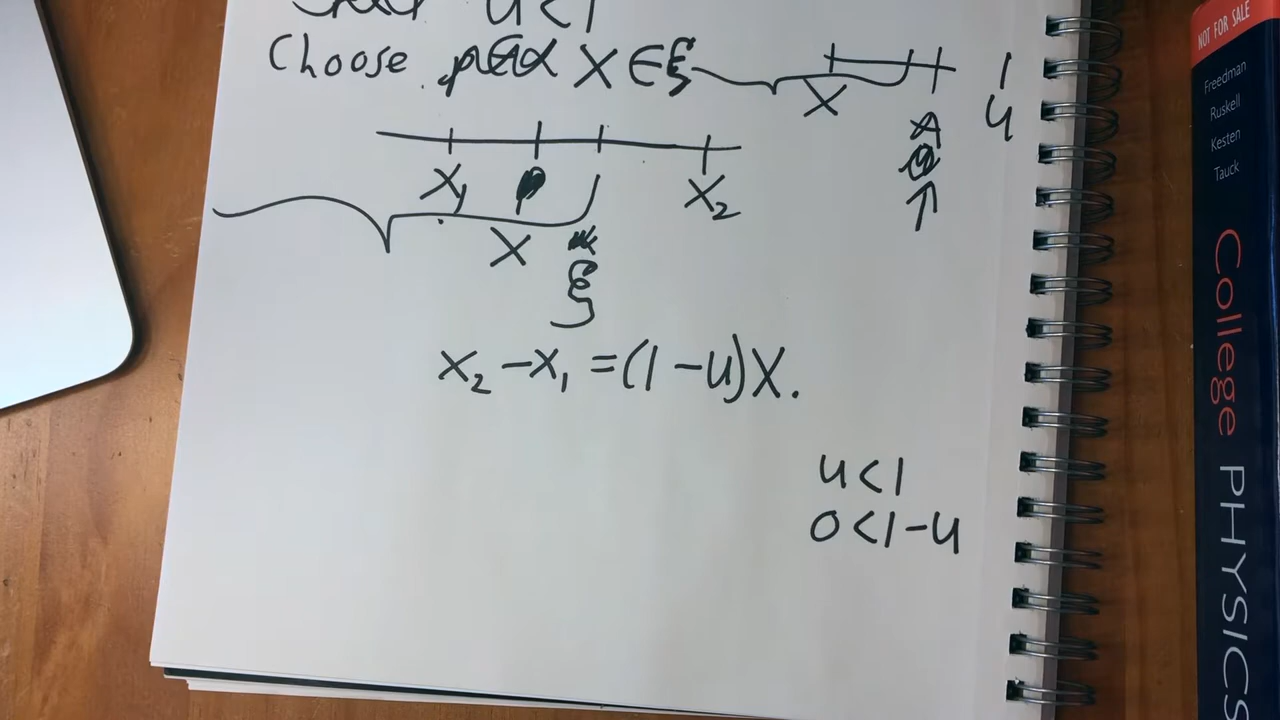 u<1
Choose X ∈ ξ
X
1
u
A
↑
X₁
X₂
X
ξ
X₂ - X₁ = (1 - u)X.
u<1
0<1-u
NOT FOR SALE
Freedman
Ruskell
Kesten
Tauck
College PHYSICS